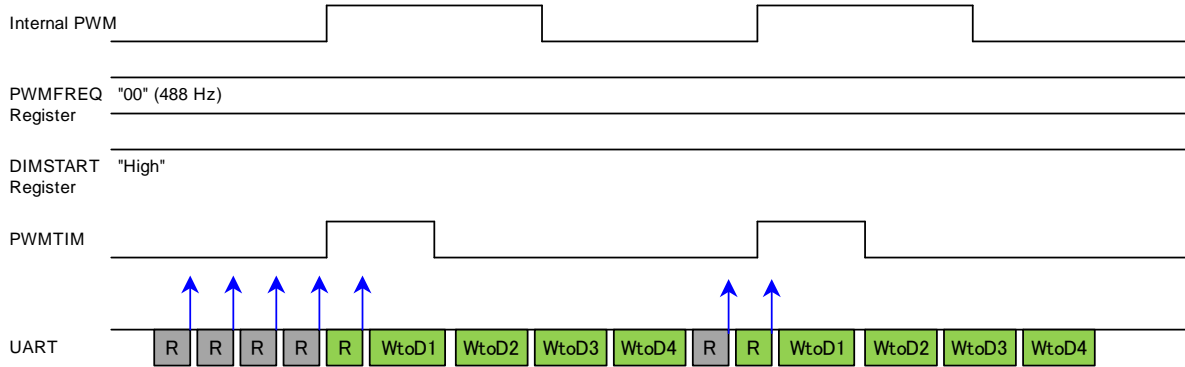 Internal PWM
PWMFREQ "00" (488 Hz)
Register
DIMSTART "High"
Register
PWMTIM
UART R R R R R WtoD1 WtoD2 WtoD3 WtoD4 R R WtoD1 WtoD2 WtoD3 WtoD4